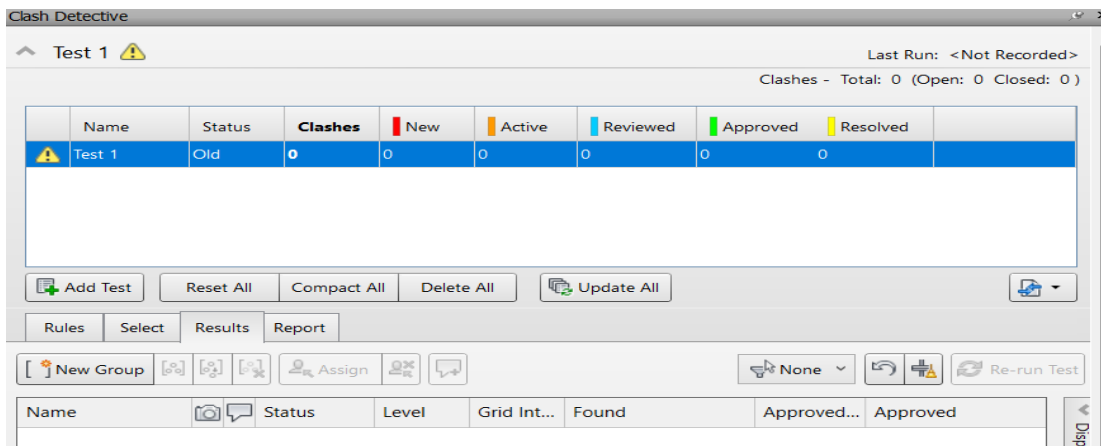 Clash Detective
Test 1
Last Run: <Not Recorded>
Clashes - Total: 0 (Open: 0 Closed: 0 )
Name Status Clashes New Active Reviewed Approved Resolved
Test 1 Old 0 0 0 0 0 0
Add Test Reset All Compact All Delete All Update All
Rules Select Results Report
New Group Assign None Re-run Test
Name Status Level Grid Int... Found Approved... Approved